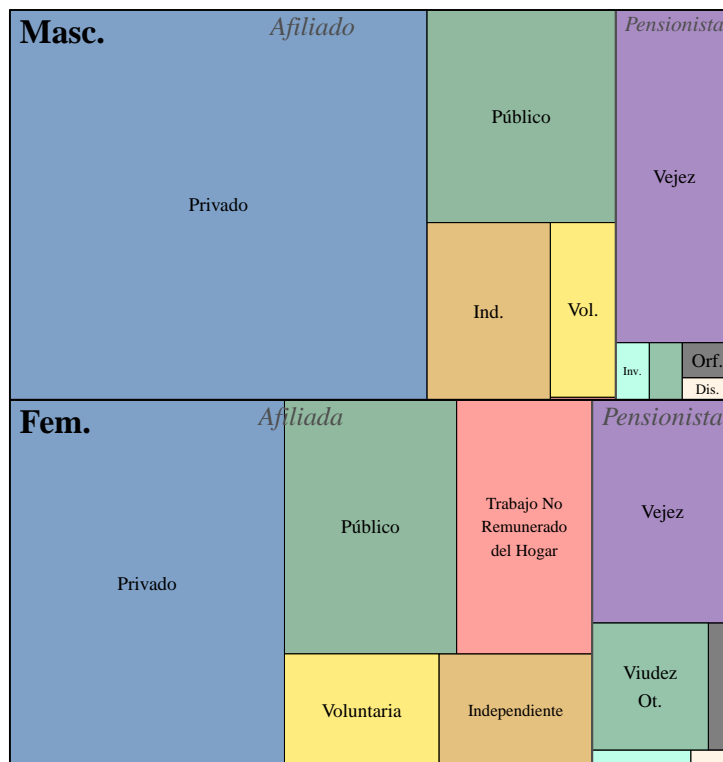 Masc.
Afiliado
Pensionista
Público
Vejez
Privado
Ind.
Vol.
Inv.
Orf.
Dis.
Fem.
Afiliada
Pensionista
Público
Trabajo No
Remunerado
del Hogar
Vejez
Privado
Viudez
Ot.
Voluntaria
Independiente